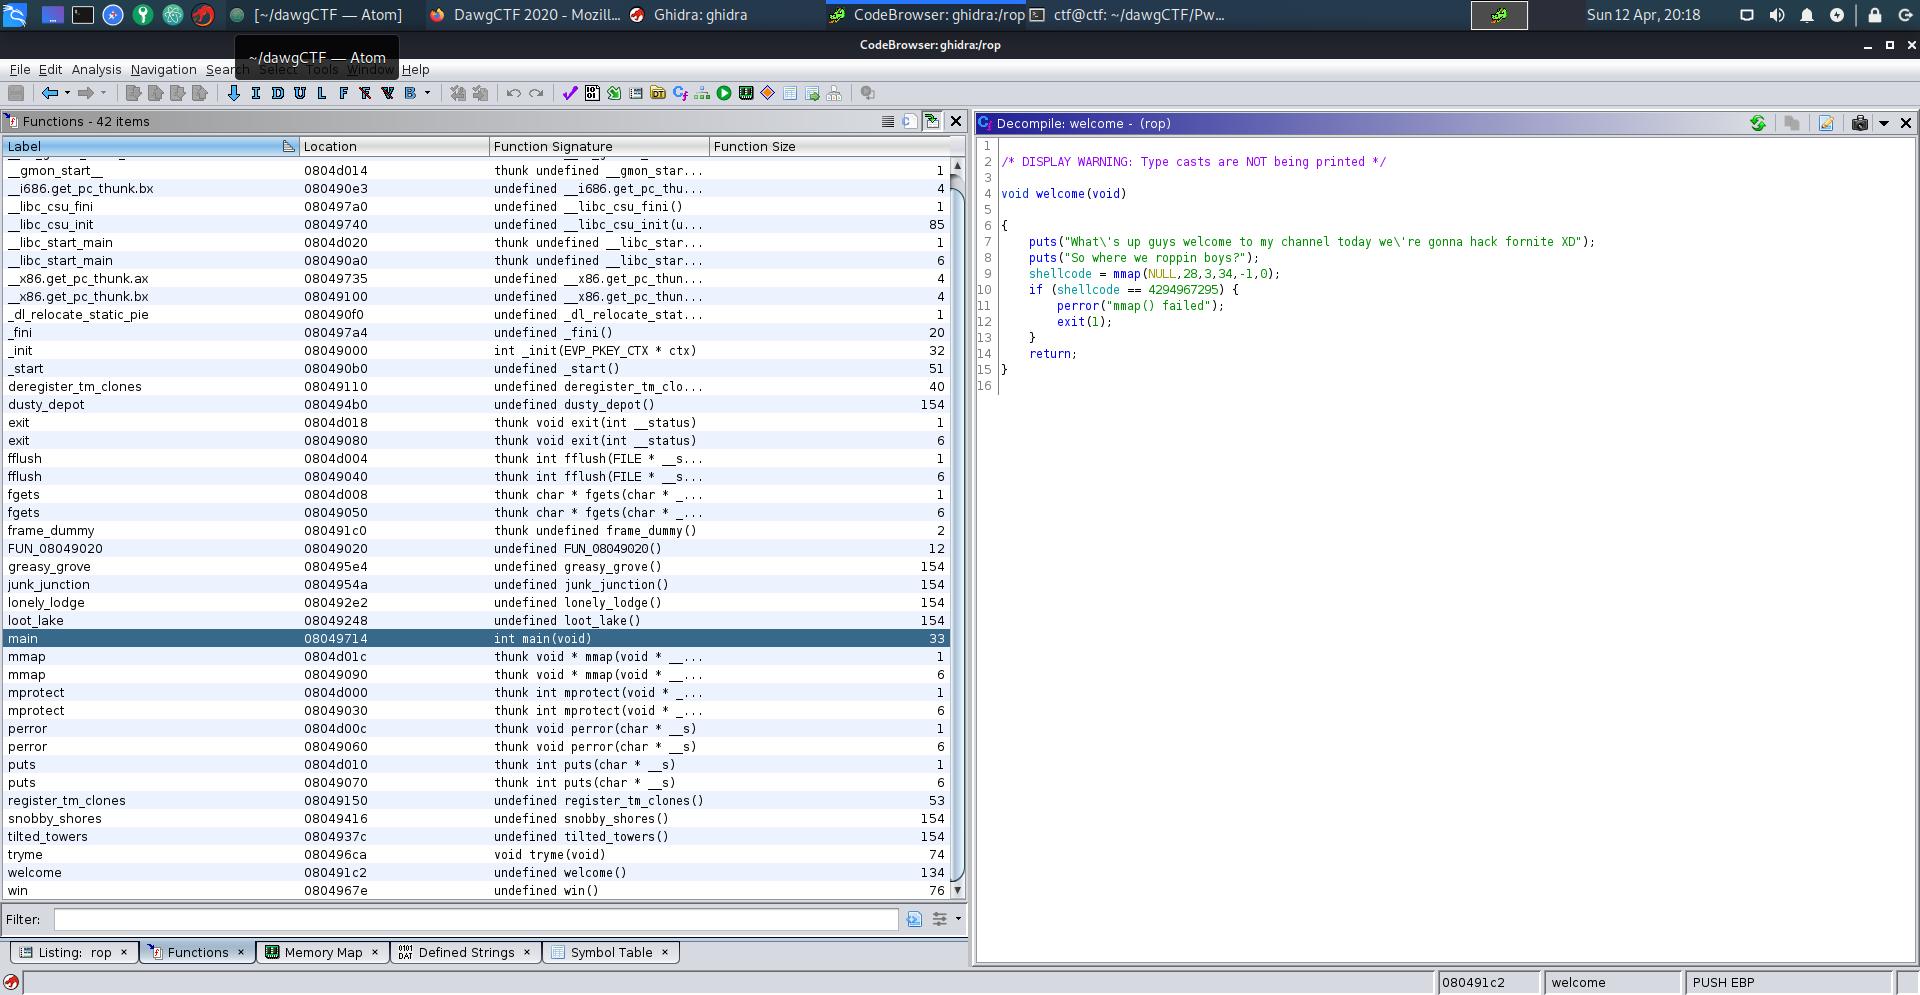 [~/dawgCTF — Atom]
DawgCTF 2020 - Mozill...
Ghidra: ghidra
CodeBrowser: ghidra:/rop
ctf@ctf: ~/dawgCTF/Pw...
Sun 12 Apr, 20:18
~/dawgCTF — Atom
CodeBrowser: ghidra:/rop
File Edit Analysis Navigation Search Select Tools Window Help
I D U L F B
Functions - 42 items
Label Location Function Signature Function Size
__gmon_start__ 0804d014 thunk undefined __gmon_star... 1
__i686.get_pc_thunk.bx 080490e3 undefined __i686.get_pc_thu... 4
__libc_csu_fini 080497a0 undefined __libc_csu_fini() 1
__libc_csu_init 08049740 undefined __libc_csu_init(u... 85
__libc_start_main 0804d020 thunk undefined __libc_star... 1
__libc_start_main 080490a0 thunk undefined __libc_star... 6
__x86.get_pc_thunk.ax 08049735 undefined __x86.get_pc_thun... 4
__x86.get_pc_thunk.bx 08049100 undefined __x86.get_pc_thun... 4
_dl_relocate_static_pie 080490f0 undefined _dl_relocate_stat... 1
_fini 080497a4 undefined _fini() 20
_init 08049000 int _init(EVP_PKEY_CTX * ctx) 32
_start 080490b0 undefined _start() 51
deregister_tm_clones 08049110 undefined deregister_tm_clo... 40
dusty_depot 080494b0 undefined dusty_depot() 154
exit 0804d018 thunk void exit(int __status) 1
exit 08049080 thunk void exit(int __status) 6
fflush 0804d004 thunk int fflush(FILE * __s... 1
fflush 08049040 thunk int fflush(FILE * __s... 6
fgets 0804d008 thunk char * fgets(char * _... 1
fgets 08049050 thunk char * fgets(char * _... 6
frame_dummy 080491c0 thunk undefined frame_dummy() 2
FUN_08049020 08049020 undefined FUN_08049020() 12
greasy_grove 080495e4 undefined greasy_grove() 154
junk_junction 0804954a undefined junk_junction() 154
lonely_lodge 080492e2 undefined lonely_lodge() 154
loot_lake 08049248 undefined loot_lake() 154
main 08049714 int main(void) 33
mmap 0804d01c thunk void * mmap(void * __... 1
mmap 08049090 thunk void * mmap(void * __... 6
mprotect 0804d000 thunk int mprotect(void * _... 1
mprotect 08049030 thunk int mprotect(void * _... 6
perror 0804d00c thunk void perror(char * __s) 1
perror 08049060 thunk void perror(char * __s) 6
puts 0804d010 thunk int puts(char * __s) 1
puts 08049070 thunk int puts(char * __s) 6
register_tm_clones 08049150 undefined register_tm_clones() 53
snobby_shores 08049416 undefined snobby_shores() 154
tilted_towers 0804937c undefined tilted_towers() 154
tryme 080496ca void tryme(void) 74
welcome 080491c2 undefined welcome() 134
win 0804967e undefined win() 76
Filter:
Listing: rop × Functions × Memory Map × Defined Strings × Symbol Table ×
Decompile: welcome - (rop)
1
2 /* DISPLAY WARNING: Type casts are NOT being printed */
3
4 void welcome(void)
5
6 {
7 puts("What\'s up guys welcome to my channel today we\'re gonna hack fornite XD");
8 puts("So where we roppin boys?");
9 shellcode = mmap(NULL,28,3,34,-1,0);
10 if (shellcode == 4294967295) {
11 perror("mmap() failed");
12 exit(1);
13 }
14 return;
15 }
16
080491c2 welcome PUSH EBP